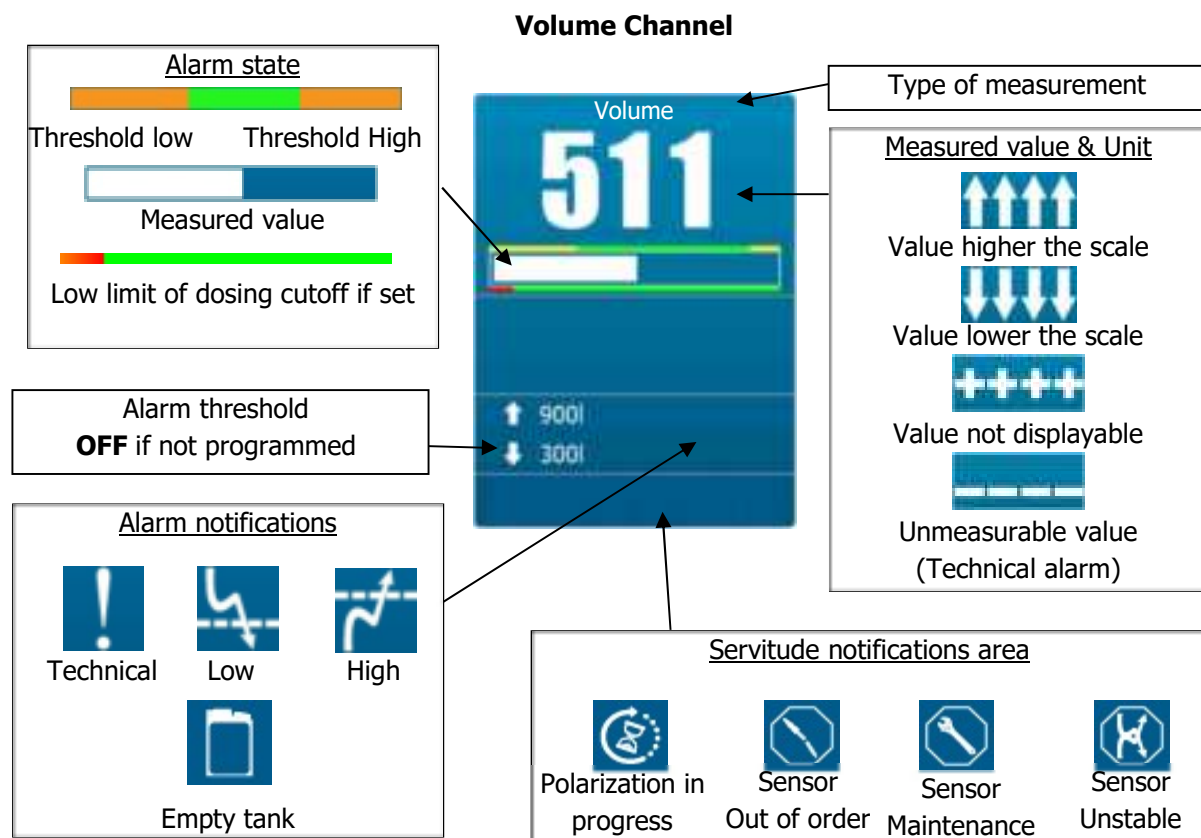 Volume Channel
Alarm state
Threshold low Threshold High
Measured value
Low limit of dosing cutoff if set
Alarm threshold
OFF if not programmed
Alarm notifications
Technical Low High
Empty tank
Volume
511
900l
300l
Type of measurement
Measured value & Unit
Value higher the scale
Value lower the scale
Value not displayable
Unmeasurable value
(Technical alarm)
Servitude notifications area
Polarization in
progress
Sensor
Out of order
Sensor
Maintenance
Sensor
Unstable